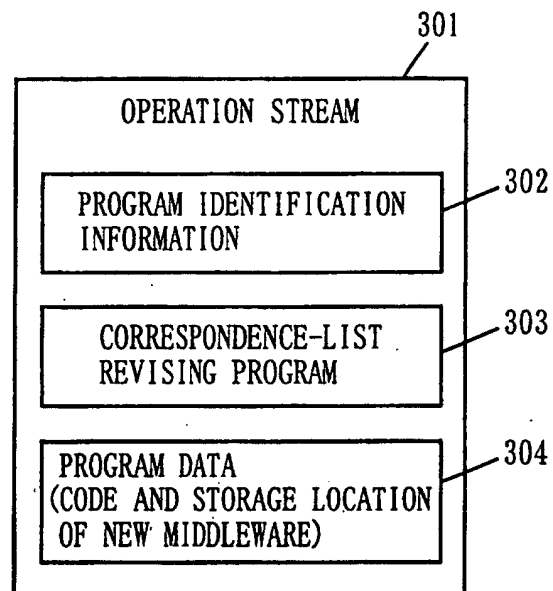 301
OPERATION STREAM
302
PROGRAM IDENTIFICATION
INFORMATION
303
CORRESPONDENCE-LIST
REVISING PROGRAM
304
PROGRAM DATA
(CODE AND STORAGE LOCATION
OF NEW MIDDLEWARE)